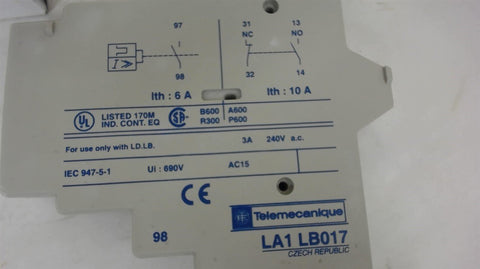 97
31
13
NC
NO
I>
98
32
14
Ith : 6 A
Ith : 10 A
UL
LISTED 170M
IND. CONT. EQ
SA
B600
A600
R300
P600
For use only with LD.LB.
3A 240V a.c.
IEC 947-5-1
Ui : 690V
AC15
CE
Telemecanique
98
LA1 LB017
CZECH REPUBLIC